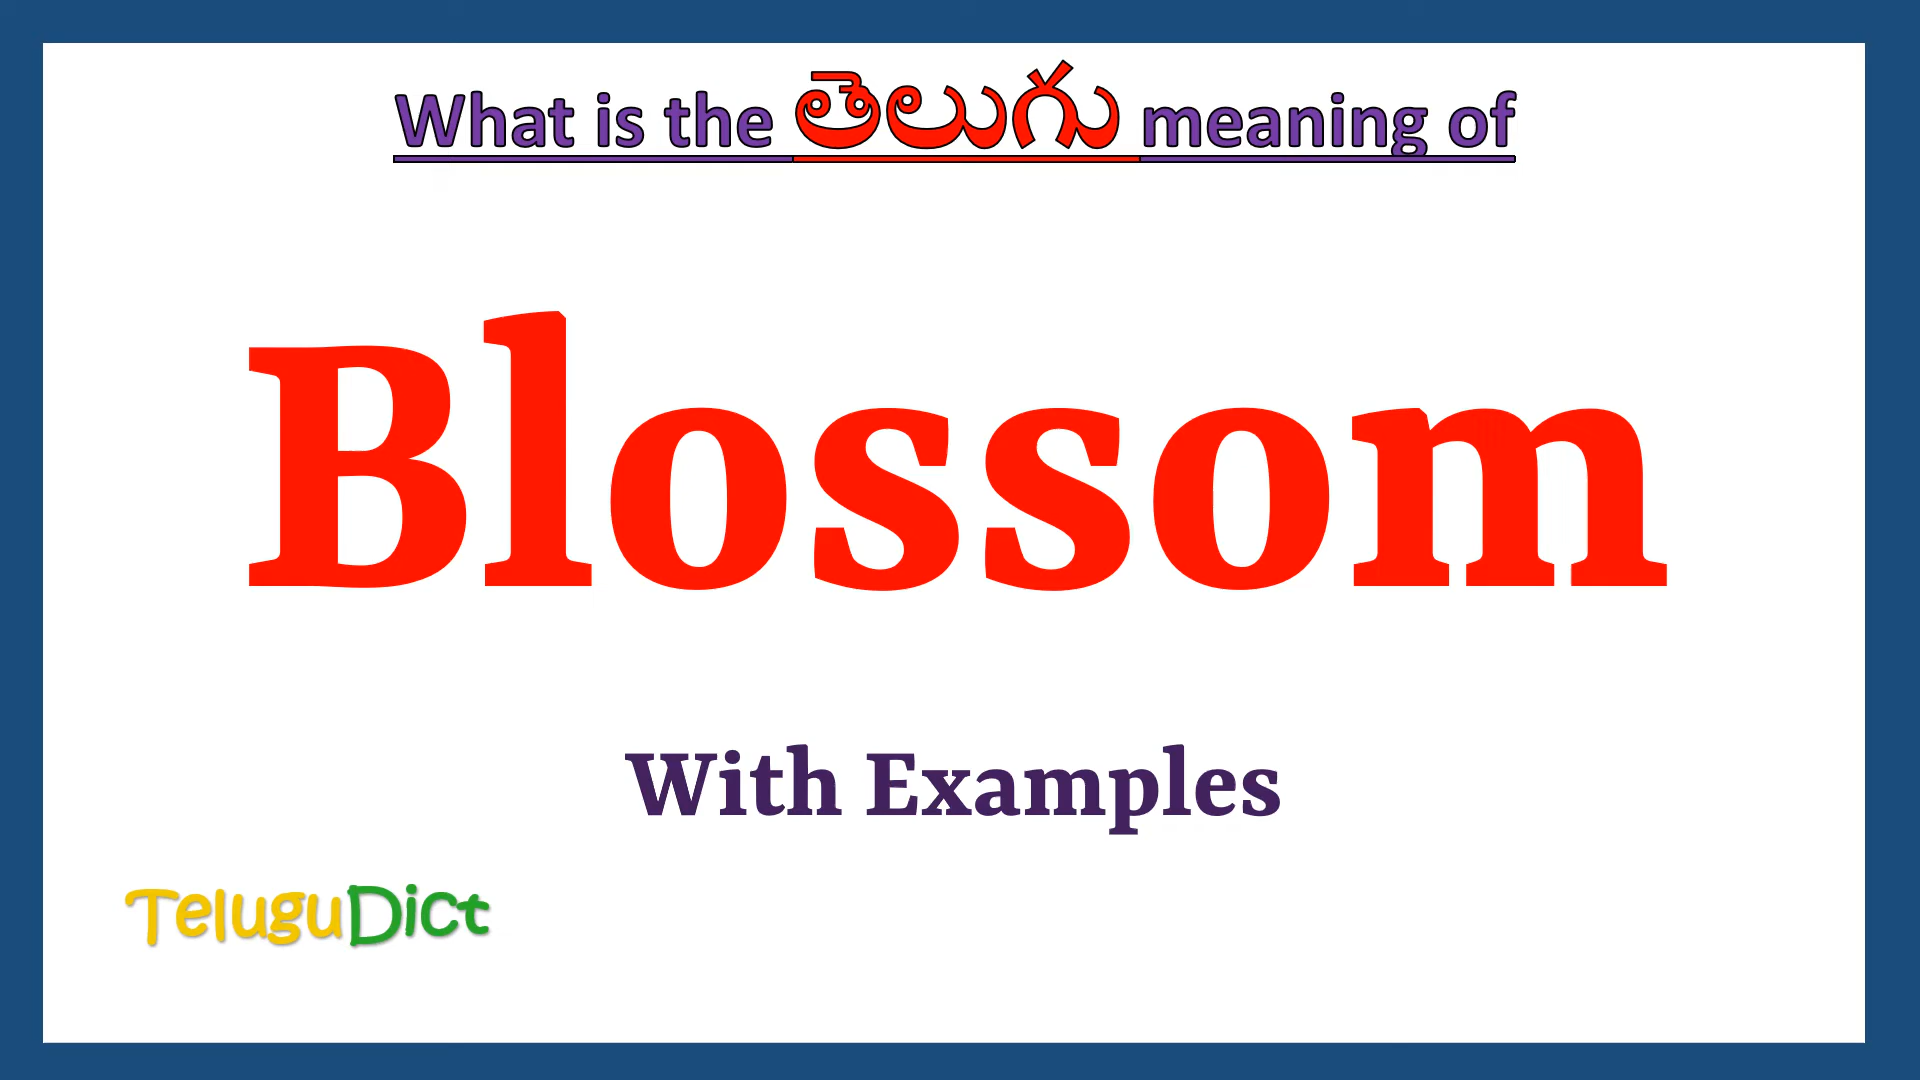 What is the తెలుగు meaning of
Blossom
With Examples
TeluguDict